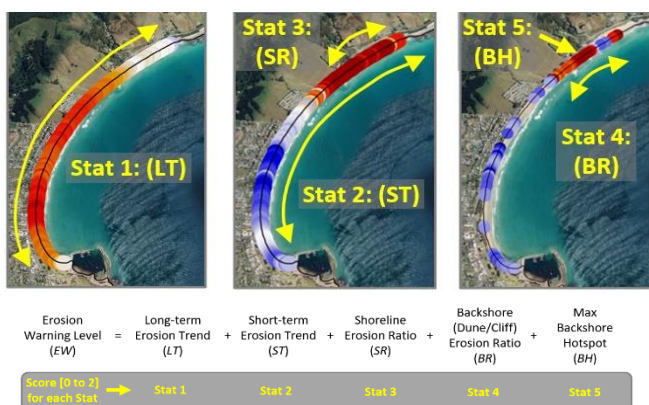 Stat 1: (LT)
Stat 3:
(SR)
Stat 2: (ST)
Stat 5:
(BH)
Stat 4:
(BR)
Erosion
Warning Level
(EW)
=
Long-term
Erosion Trend
(LT)
+
Short-term
Erosion Trend
(ST)
+
Shoreline
Erosion Ratio
(SR)
+
Backshore
(Dune/Cliff)
Erosion Ratio
(BR)
+
Max
Backshore
Hotspot
(BH)
Score [0 to 2]
for each Stat
Stat 1
Stat 2
Stat 3
Stat 4
Stat 5